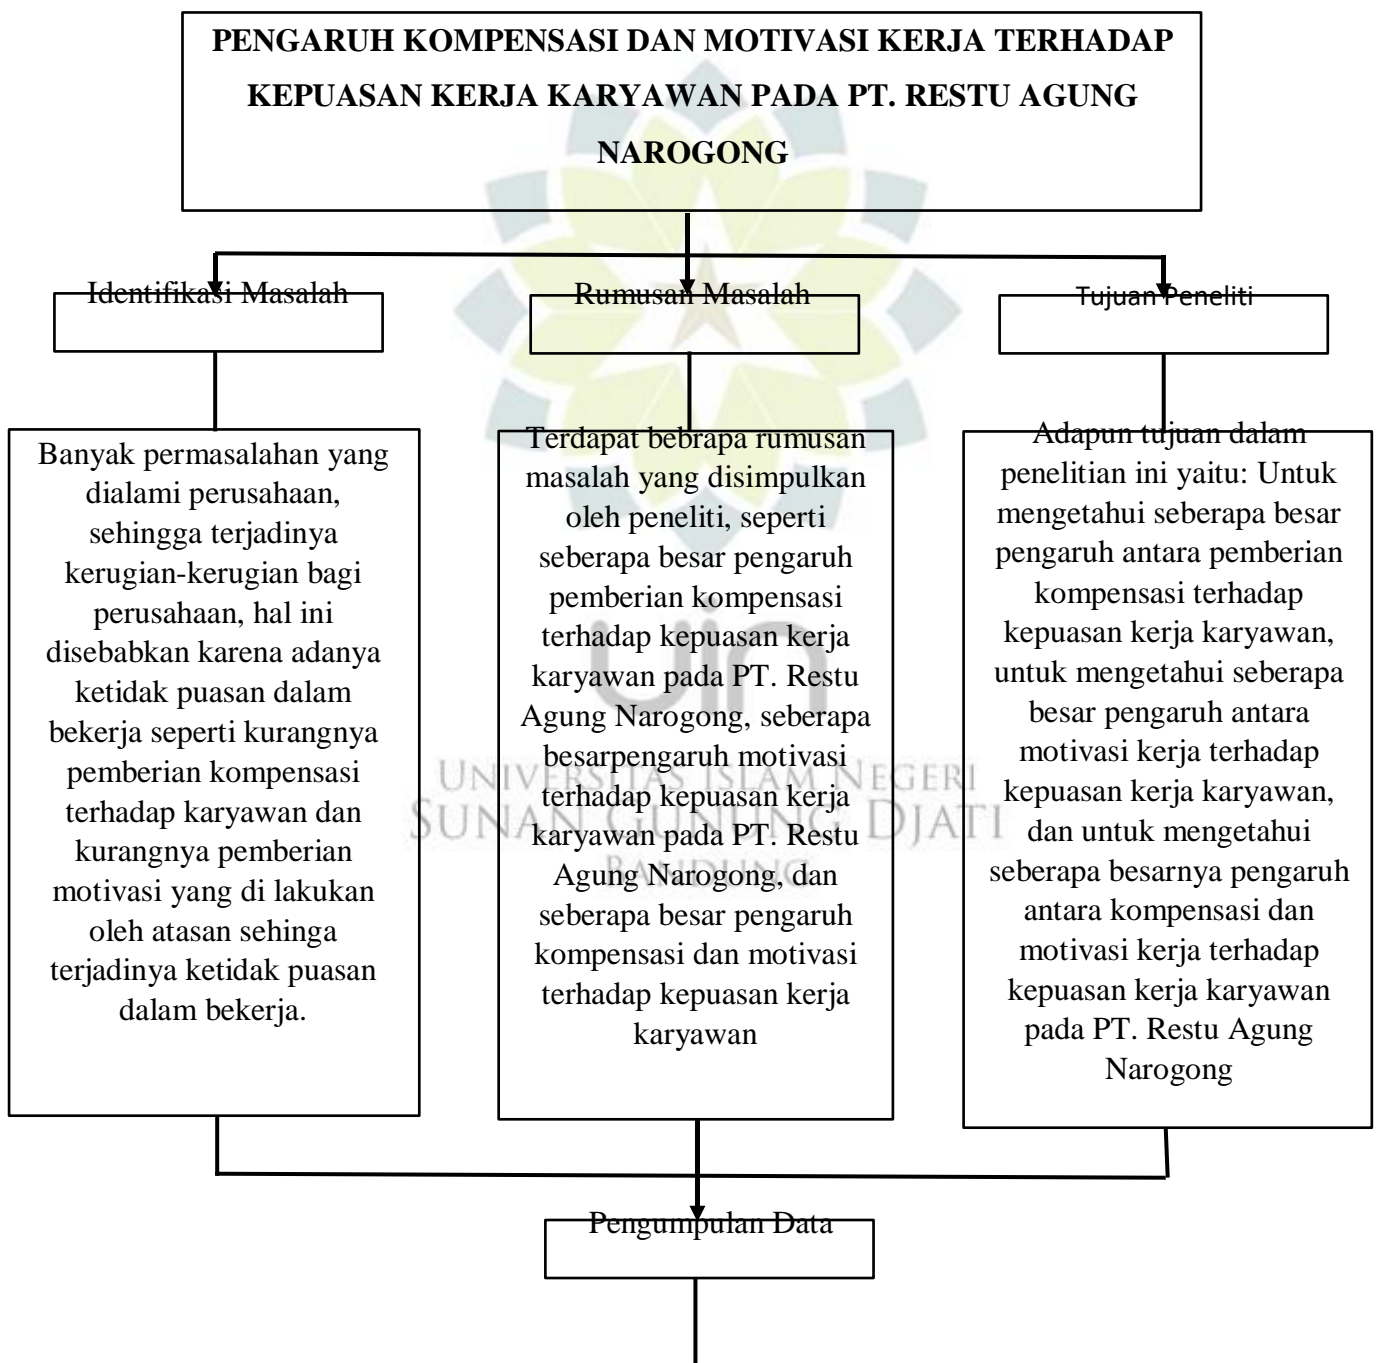 PENGARUH KOMPENSASI DAN MOTIVASI KERJA TERHADAP
KEPUASAN KERJA KARYAWAN PADA PT. RESTU AGUNG
NAROGONG
Identifikasi Masalah
Rumusan Masalah
Tujuan Peneliti
Banyak permasalahan yang
dialami perusahaan,
sehingga terjadinya
kerugian-kerugian bagi
perusahaan, hal ini
disebabkan karena adanya
ketidak puasan dalam
bekerja seperti kurangnya
pemberian kompensasi
terhadap karyawan dan
kurangnya pemberian
motivasi yang di lakukan
oleh atasan sehinga
terjadinya ketidak puasan
dalam bekerja.
Terdapat bebrapa rumusan
masalah yang disimpulkan
oleh peneliti, seperti
seberapa besar pengaruh
pemberian kompensasi
terhadap kepuasan kerja
karyawan pada PT. Restu
Agung Narogong, seberapa
besarpengaruh motivasi
terhadap kepuasan kerja
karyawan pada PT. Restu
Agung Narogong, dan
seberapa besar pengaruh
kompensasi dan motivasi
terhadap kepuasan kerja
karyawan
Adapun tujuan dalam
penelitian ini yaitu: Untuk
mengetahui seberapa besar
pengaruh antara pemberian
kompensasi terhadap
kepuasan kerja karyawan,
untuk mengetahui seberapa
besar pengaruh antara
motivasi kerja terhadap
kepuasan kerja karyawan,
dan untuk mengetahui
seberapa besarnya pengaruh
antara kompensasi dan
motivasi kerja terhadap
kepuasan kerja karyawan
pada PT. Restu Agung
Narogong
Pengumpulan Data
uin
UNIVERSITAS ISLAM NEGERI
SUNAN GUNUNG DJATI
BANDUNG